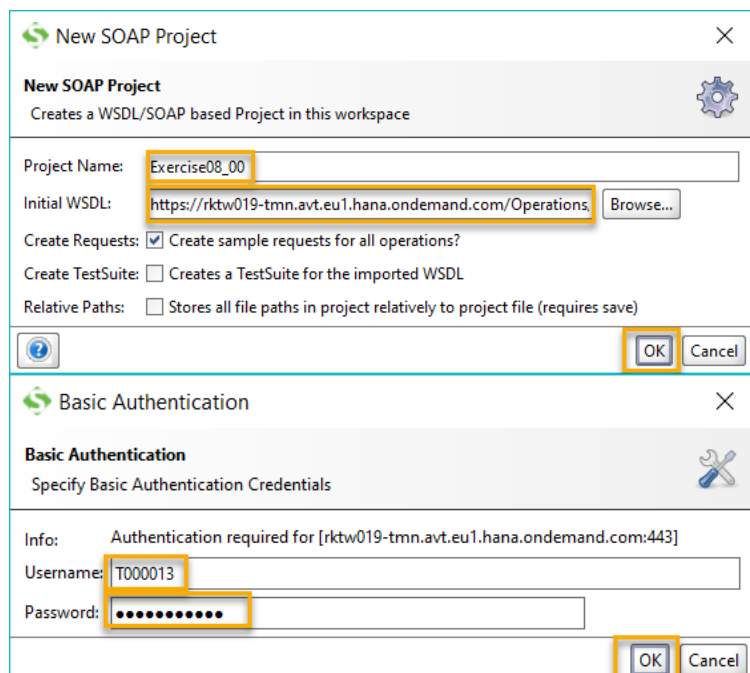 New SOAP Project
New SOAP Project
Creates a WSDL/SOAP based Project in this workspace
Project Name: Exercise08_00
Initial WSDL: https://rktw019-tmn.avt.eu1.hana.ondemand.com/Operations, Browse...
Create Requests: Create sample requests for all operations?
Create TestSuite: Creates a TestSuite for the imported WSDL
Relative Paths: Stores all file paths in project relatively to project file (requires save)
? OK Cancel
Basic Authentication
Basic Authentication
Specify Basic Authentication Credentials
Info: Authentication required for [rktw019-tmn.avt.eu1.hana.ondemand.com:443]
Username: T000013
Password: ●●●●●●●●●●●
OK Cancel